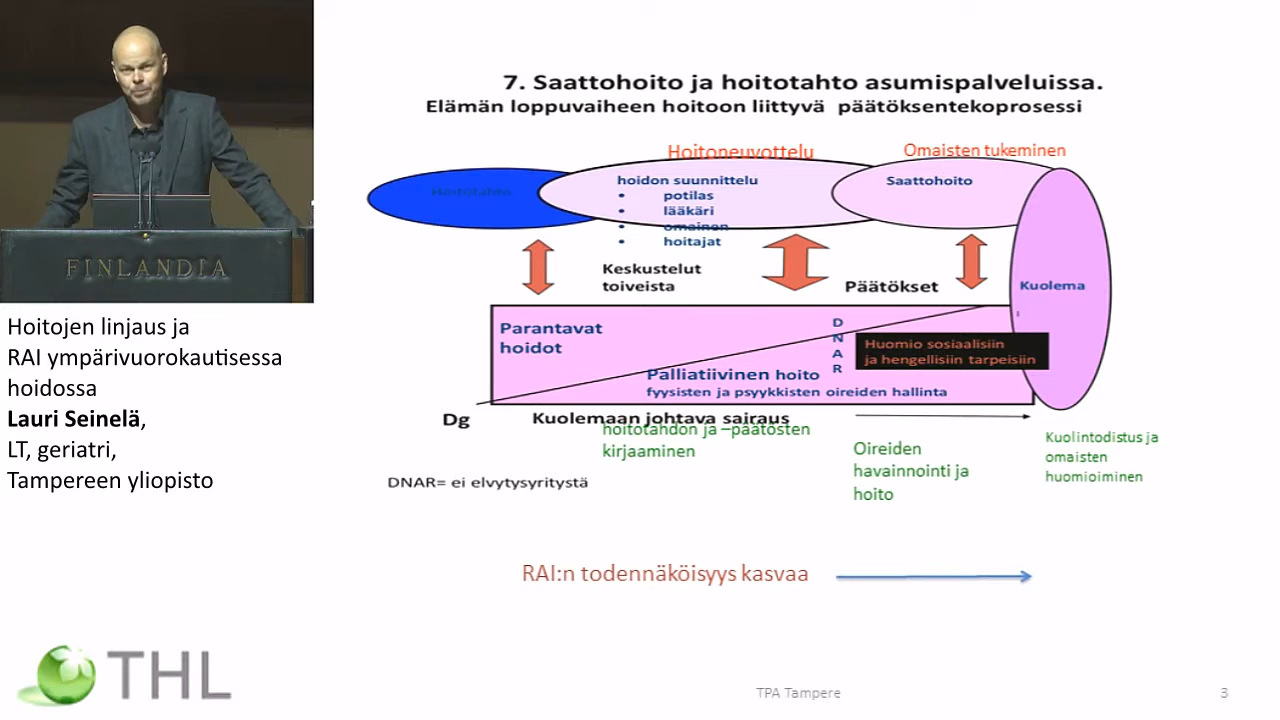 FINLANDIA
Hoitojen linjaus ja
RAI ympärivuorokautisessa
hoidossa
Lauri Seinelä,
LT, geriatri,
Tampereen yliopisto
THL
7. Saattohoito ja hoitotahto asumispalveluissa.
Elämän loppuvaiheen hoitoon liittyvä päätöksentekoprosessi
Hoitoneuvottelu
Omaisten tukeminen
Hoitotahto
hoidon suunnittelu
• potilas
• lääkäri
• omainen
• hoitajat
Saattohoito
Keskustelut
toiveista
Päätökset
Kuolema
Parantavat
hoidot
DNAR
Huomio sosiaalisiin
ja hengellisiin tarpeisiin
Palliatiivinen hoito
fyysisten ja psyykkisten oireiden hallinta
Dg
Kuolemaan johtava sairaus
hoitotahdon ja –päätösten
kirjaaminen
Oireiden
havainnointi ja
hoito
Kuolintodistus ja
omaisten
huomioiminen
DNAR= ei elvytysyritystä
RAI:n todennäköisyys kasvaa
TPA Tampere
3